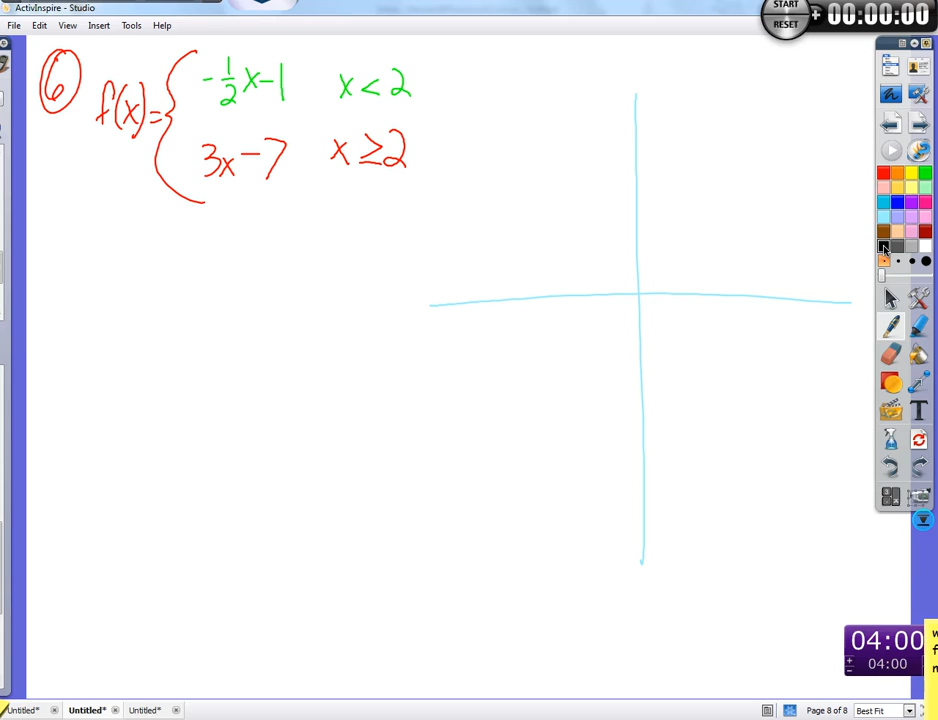 ActivInspire - Studio
START
RESET
00:00:00
File Edit View Insert Tools Help
6
f(x)=
-1/2x-1 x<2
3x-7 x≥2
T
04:00
04:00
w
f
n
Untitled* Untitled* Untitled*
Page 8 of 8 Best Fit